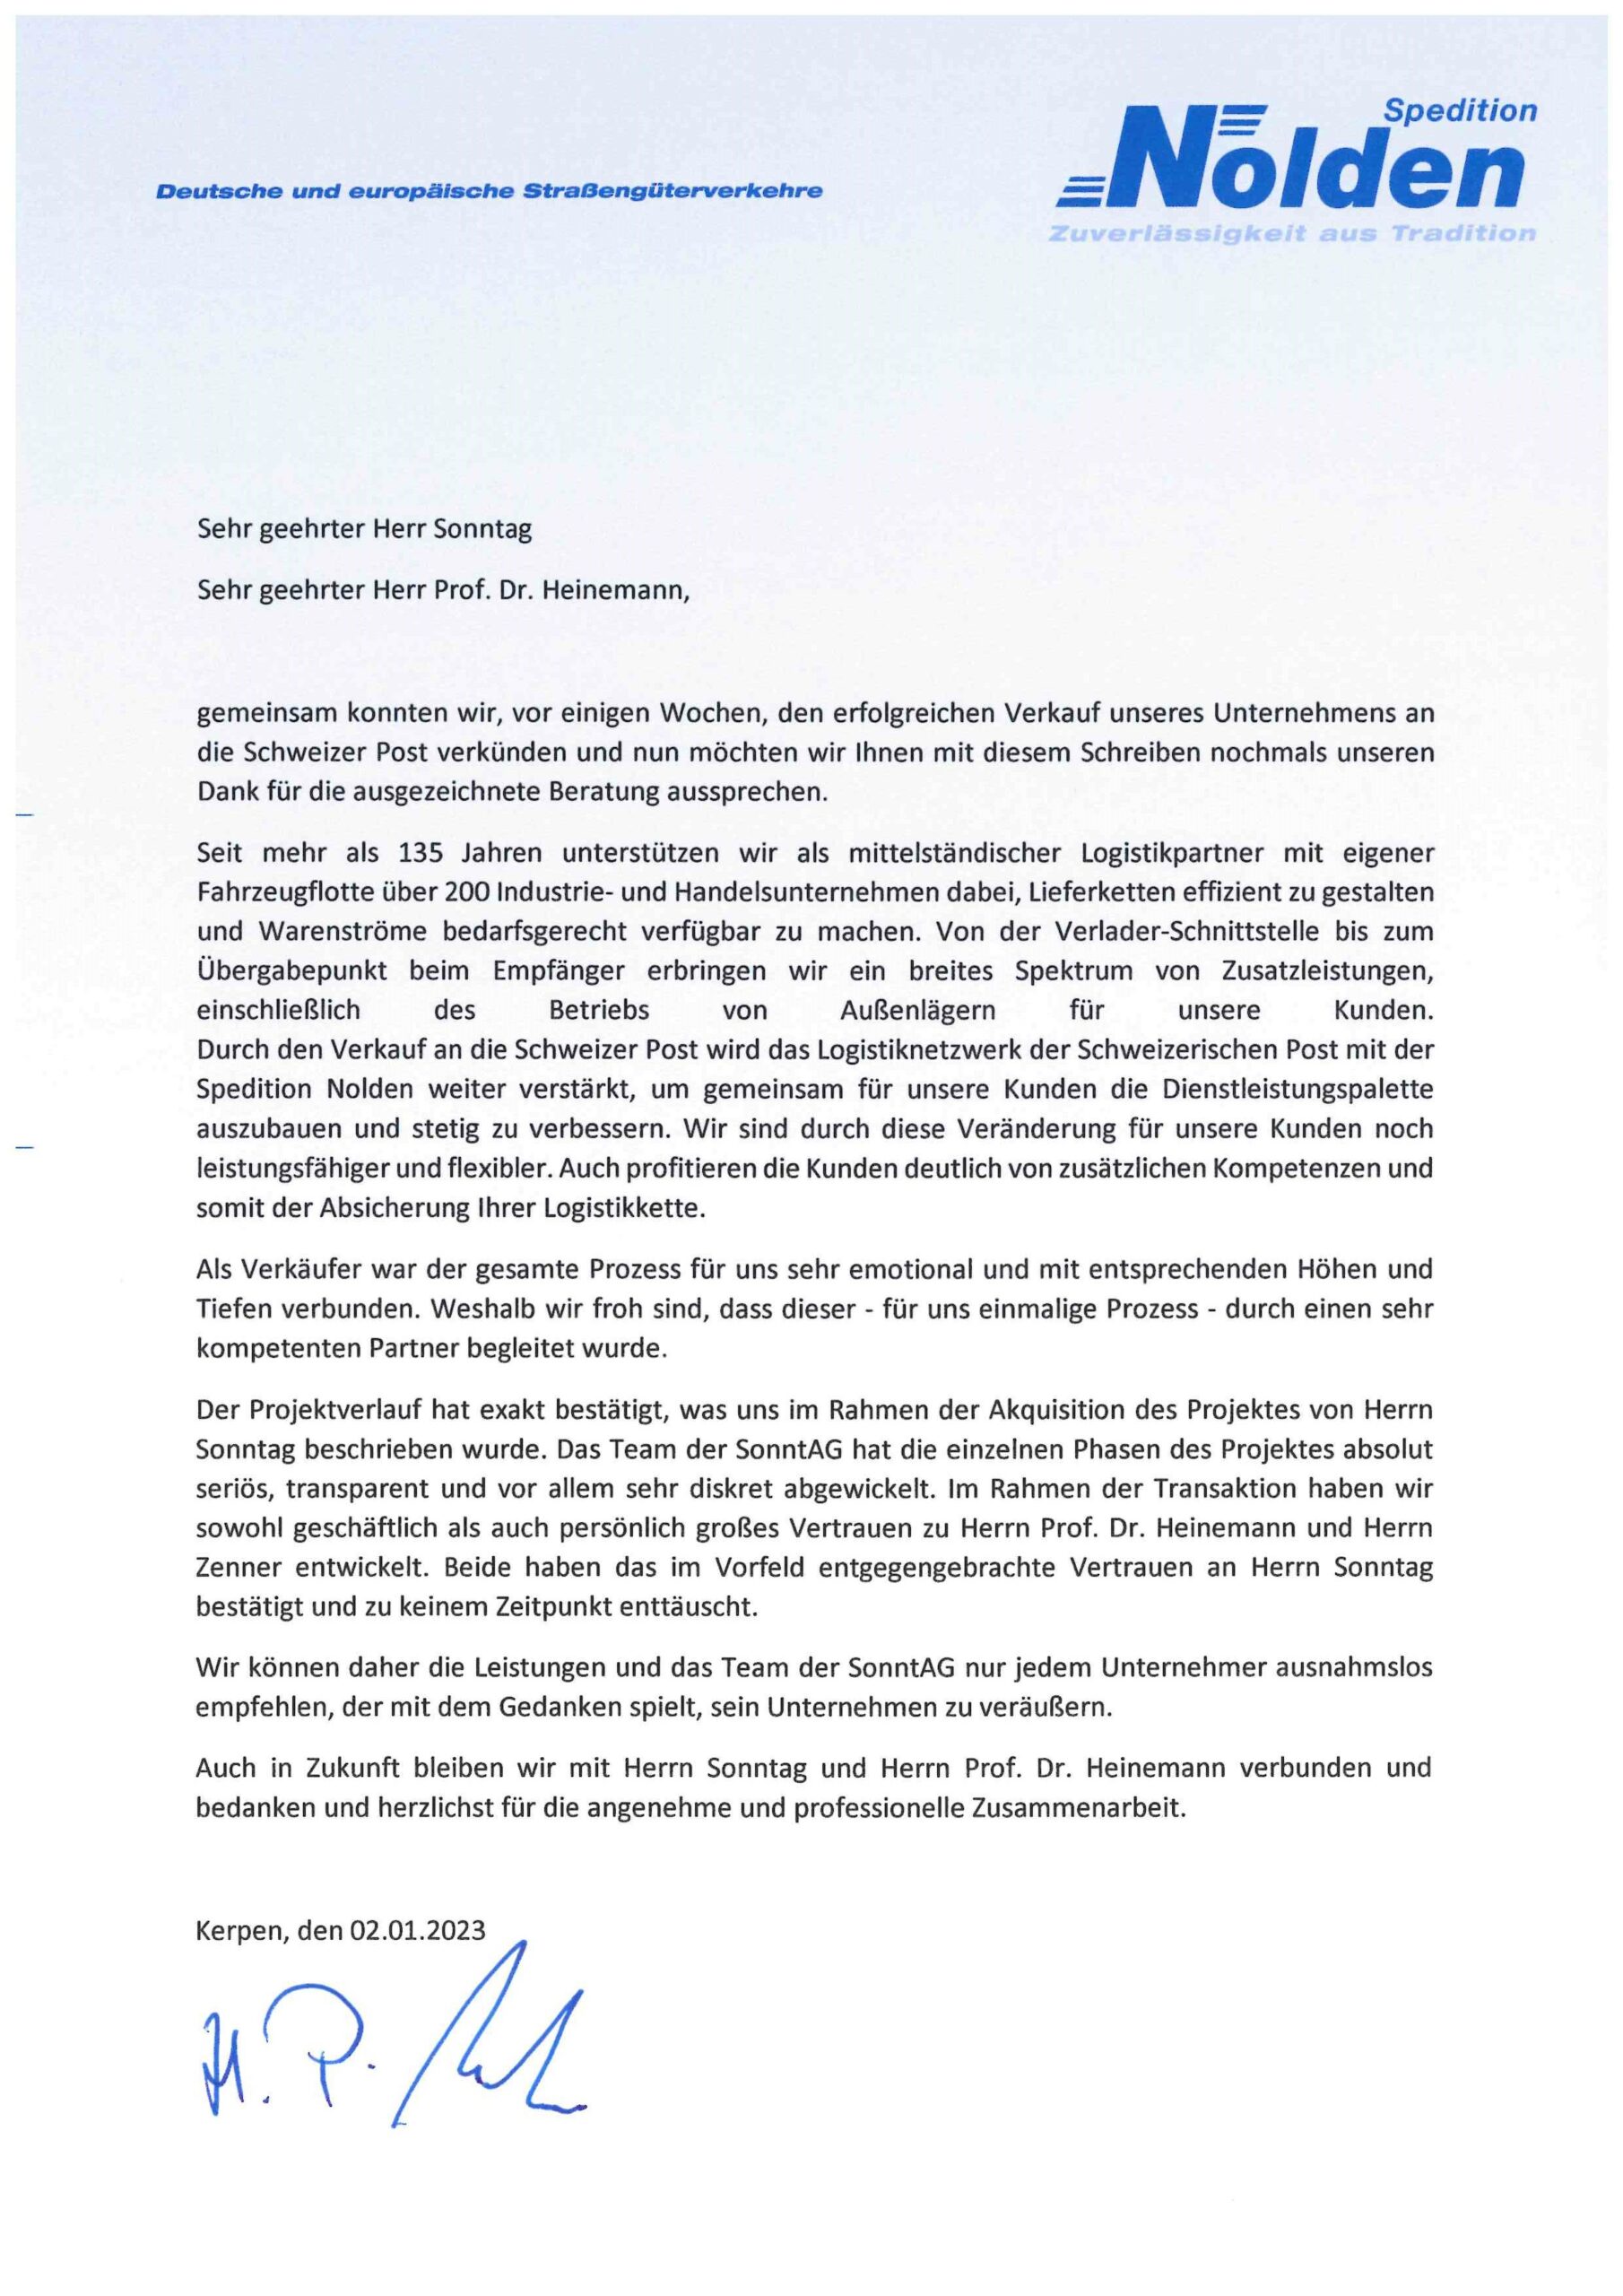 Spedition
Nolden
Deutsche und europäische Straßengüterverkehre
Zuverlässigkeit aus Tradition
Sehr geehrter Herr Sonntag
Sehr geehrter Herr Prof. Dr. Heinemann,
gemeinsam konnten wir, vor einigen Wochen, den erfolgreichen Verkauf unseres Unternehmens an
die Schweizer Post verkünden und nun möchten wir Ihnen mit diesem Schreiben nochmals unseren
Dank für die ausgezeichnete Beratung aussprechen.
Seit mehr als 135 Jahren unterstützen wir als mittelständischer Logistikpartner mit eigener
Fahrzeugflotte über 200 Industrie- und Handelsunternehmen dabei, Lieferketten effizient zu gestalten
und Warenströme bedarfsgerecht verfügbar zu machen. Von der Verlader-Schnittstelle bis zum
Übergabepunkt beim Empfänger erbringen wir ein breites Spektrum von Zusatzleistungen,
einschließlich des Betriebs von Außenlägern für unsere Kunden.
Durch den Verkauf an die Schweizer Post wird das Logistiknetzwerk der Schweizerischen Post mit der
Spedition Nolden weiter verstärkt, um gemeinsam für unsere Kunden die Dienstleistungspalette
auszubauen und stetig zu verbessern. Wir sind durch diese Veränderung für unsere Kunden noch
leistungsfähiger und flexibler. Auch profitieren die Kunden deutlich von zusätzlichen Kompetenzen und
somit der Absicherung Ihrer Logistikkette.
Als Verkäufer war der gesamte Prozess für uns sehr emotional und mit entsprechenden Höhen und
Tiefen verbunden. Weshalb wir froh sind, dass dieser - für uns einmalige Prozess - durch einen sehr
kompetenten Partner begleitet wurde.
Der Projektverlauf hat exakt bestätigt, was uns im Rahmen der Akquisition des Projektes von Herrn
Sonntag beschrieben wurde. Das Team der SonntAG hat die einzelnen Phasen des Projektes absolut
seriös, transparent und vor allem sehr diskret abgewickelt. Im Rahmen der Transaktion haben wir
sowohl geschäftlich als auch persönlich großes Vertrauen zu Herrn Prof. Dr. Heinemann und Herrn
Zenner entwickelt. Beide haben das im Vorfeld entgegengebrachte Vertrauen an Herrn Sonntag
bestätigt und zu keinem Zeitpunkt enttäuscht.
Wir können daher die Leistungen und das Team der SonntAG nur jedem Unternehmer ausnahmslos
empfehlen, der mit dem Gedanken spielt, sein Unternehmen zu veräußern.
Auch in Zukunft bleiben wir mit Herrn Sonntag und Herrn Prof. Dr. Heinemann verbunden und
bedanken und herzlichst für die angenehme und professionelle Zusammenarbeit.
Kerpen, den 02.01.2023
H. P.